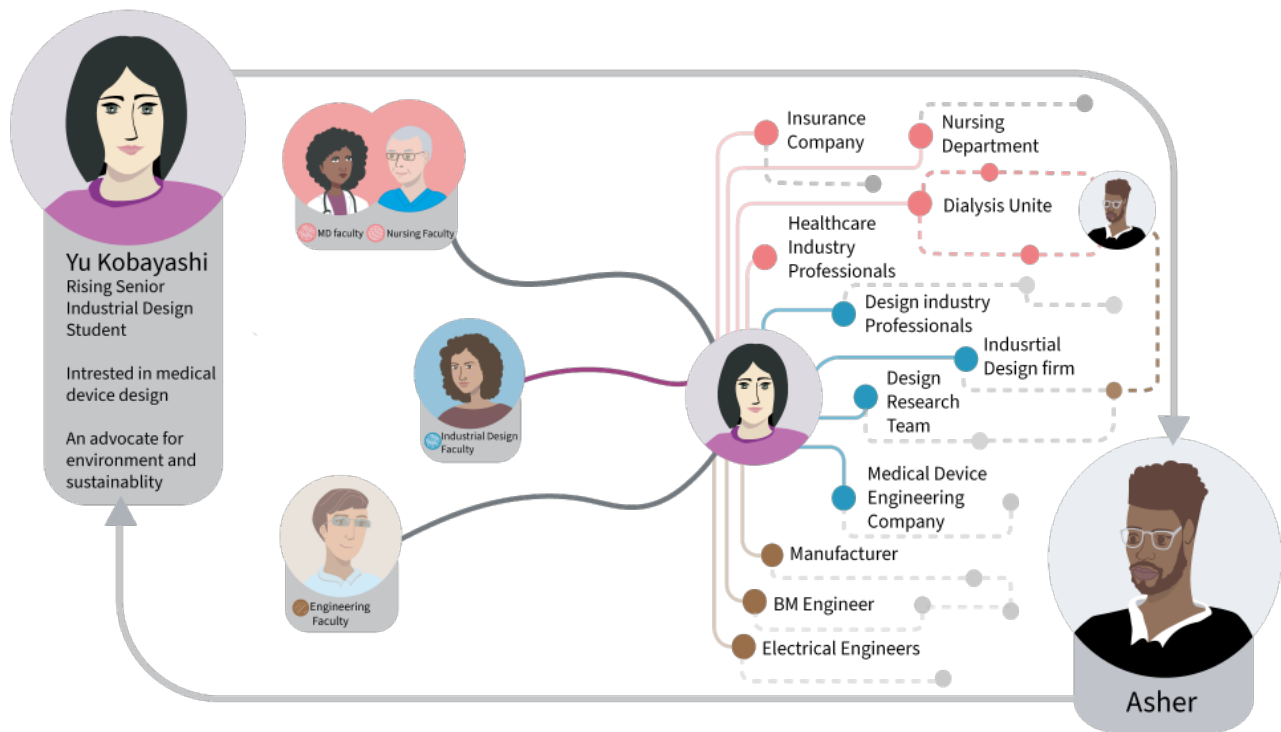 Yu Kobayashi
Rising Senior
Industrial Design
Student
Intrested in medical
device design
An advocate for
environment and
sustainablity
MD faculty
Nursing Faculty
Industrial Design
Faculty
Engineering
Faculty
Insurance
Company
Nursing
Department
Dialysis Unite
Healthcare
Industry
Professionals
Design industry
Professionals
Indusrtial
Design firm
Design
Research
Team
Medical Device
Engineering
Company
Manufacturer
BM Engineer
Electrical Engineers
Asher